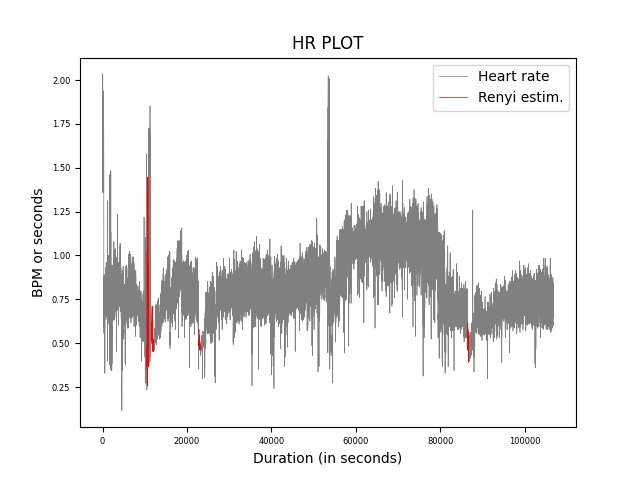 HR PLOT
Heart rate
Renyi estim.
BPM or seconds
2.00
1.75
1.50
1.25
1.00
0.75
0.50
0.25
0 20000 40000 60000 80000 100000
Duration (in seconds)